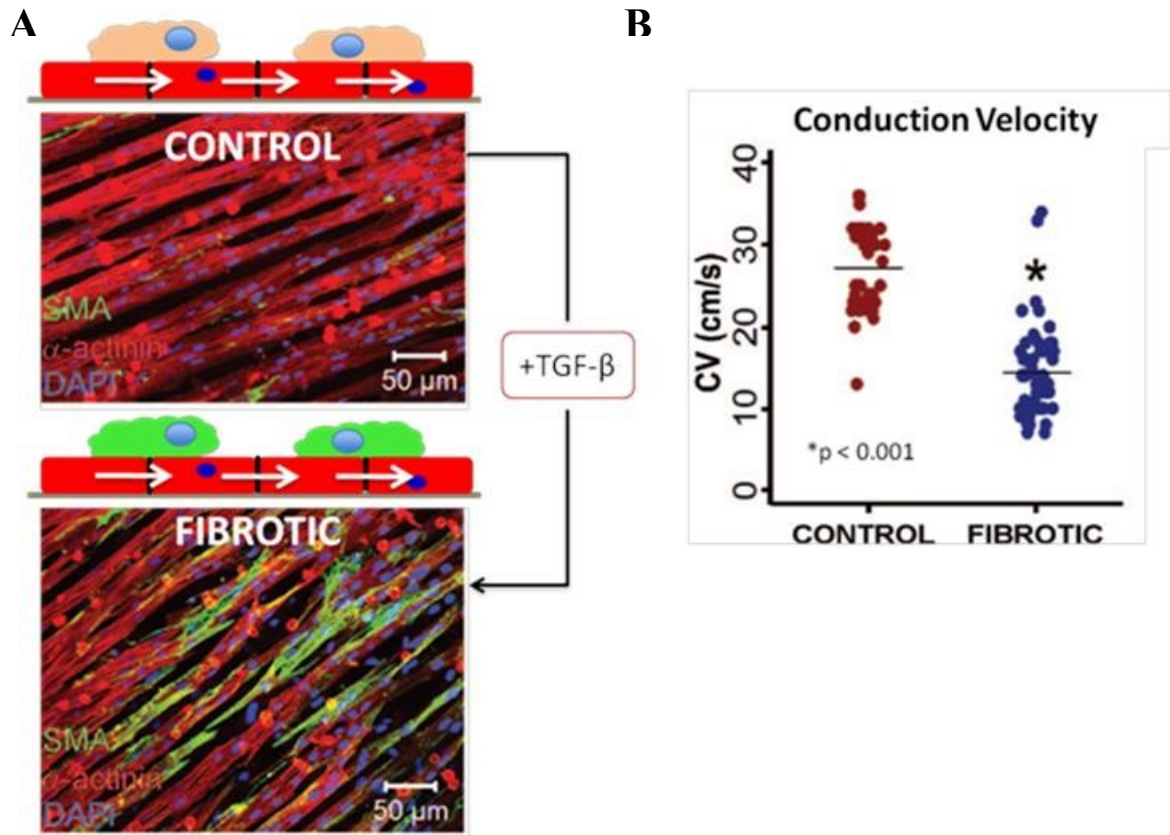 A
CONTROL
SMA
α-actinin
DAPI
50 µm
+TGF-β
FIBROTIC
SMA
α-actinin
DAPI
50 µm
B
Conduction Velocity
CV (cm/s)
40
30
20
10
0
*
*p < 0.001
CONTROL FIBROTIC